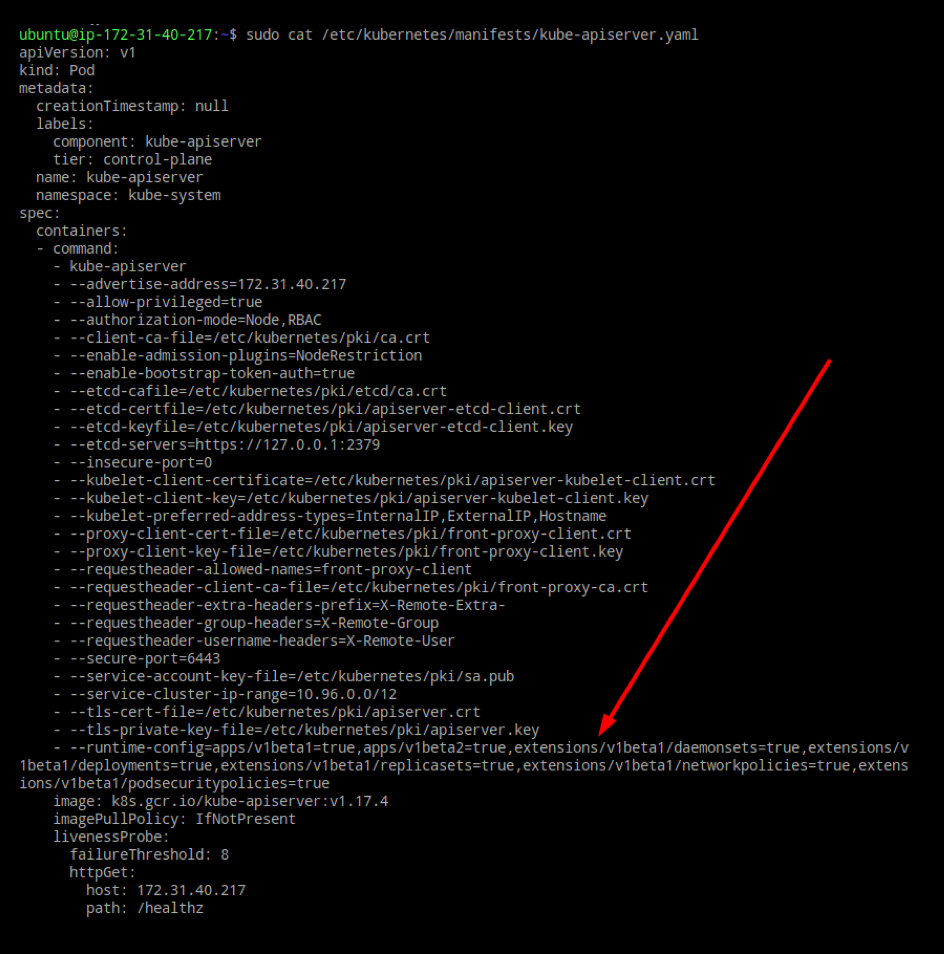 ubuntu@ip-172-31-40-217:~$ sudo cat /etc/kubernetes/manifests/kube-apiserver.yaml
apiVersion: v1
kind: Pod
metadata:
  creationTimestamp: null
  labels:
    component: kube-apiserver
    tier: control-plane
  name: kube-apiserver
  namespace: kube-system
spec:
  containers:
  - command:
    - kube-apiserver
    - --advertise-address=172.31.40.217
    - --allow-privileged=true
    - --authorization-mode=Node,RBAC
    - --client-ca-file=/etc/kubernetes/pki/ca.crt
    - --enable-admission-plugins=NodeRestriction
    - --enable-bootstrap-token-auth=true
    - --etcd-cafile=/etc/kubernetes/pki/etcd/ca.crt
    - --etcd-certfile=/etc/kubernetes/pki/apiserver-etcd-client.crt
    - --etcd-keyfile=/etc/kubernetes/pki/apiserver-etcd-client.key
    - --etcd-servers=https://127.0.0.1:2379
    - --insecure-port=0
    - --kubelet-client-certificate=/etc/kubernetes/pki/apiserver-kubelet-client.crt
    - --kubelet-client-key=/etc/kubernetes/pki/apiserver-kubelet-client.key
    - --kubelet-preferred-address-types=InternalIP,ExternalIP,Hostname
    - --proxy-client-cert-file=/etc/kubernetes/pki/front-proxy-client.crt
    - --proxy-client-key-file=/etc/kubernetes/pki/front-proxy-client.key
    - --requestheader-allowed-names=front-proxy-client
    - --requestheader-client-ca-file=/etc/kubernetes/pki/front-proxy-ca.crt
    - --requestheader-extra-headers-prefix=X-Remote-Extra-
    - --requestheader-group-headers=X-Remote-Group
    - --requestheader-username-headers=X-Remote-User
    - --secure-port=6443
    - --service-account-key-file=/etc/kubernetes/pki/sa.pub
    - --service-cluster-ip-range=10.96.0.0/12
    - --tls-cert-file=/etc/kubernetes/pki/apiserver.crt
    - --tls-private-key-file=/etc/kubernetes/pki/apiserver.key
    - --runtime-config=apps/v1beta1=true,apps/v1beta2=true,extensions/v1beta1/daemonsets=true,extensions/v
1beta1/deployments=true,extensions/v1beta1/replicasets=true,extensions/v1beta1/networkpolicies=true,extens
ions/v1beta1/podsecuritypolicies=true
    image: k8s.gcr.io/kube-apiserver:v1.17.4
    imagePullPolicy: IfNotPresent
    livenessProbe:
      failureThreshold: 8
      httpGet:
        host: 172.31.40.217
        path: /healthz